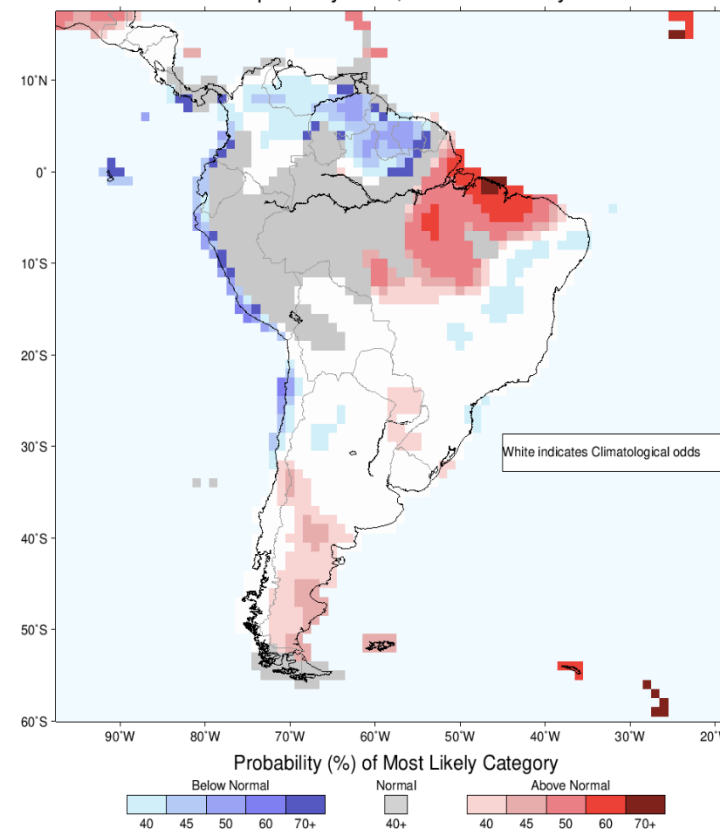 10˚N
0˚
10˚S
20˚S
30˚S
40˚S
50˚S
60˚S
White indicates Climatological odds
90˚W 80˚W 70˚W 60˚W 50˚W 40˚W 30˚W
Probability (%) of Most Likely Category
Below Normal Normal Above Normal
40 45 50 60 70+ 40+ 40 45 50 60 70+